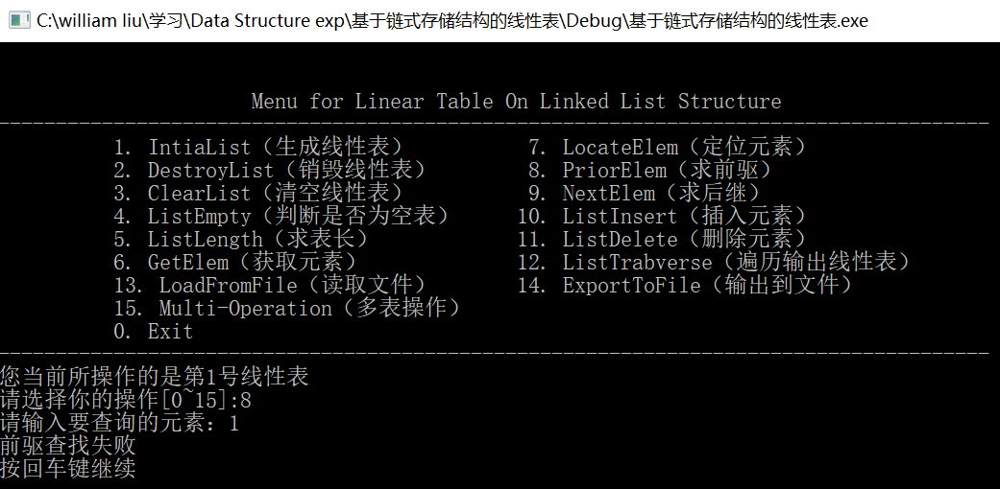 C:\william liu\学习\Data Structure exp\基于链式存储结构的线性表\Debug\基于链式存储结构的线性表.exe
Menu for Linear Table On Linked List Structure
1. IntiaList（生成线性表） 7. LocateElem（定位元素）
2. DestroyList（销毁线性表） 8. PriorElem（求前驱）
3. ClearList（清空线性表） 9. NextElem（求后继）
4. ListEmpty（判断是否为空表） 10. ListInsert（插入元素）
5. ListLength（求表长） 11. ListDelete（删除元素）
6. GetElem（获取元素） 12. ListTrabverse（遍历输出线性表）
13. LoadFromFile（读取文件） 14. ExportToFile（输出到文件）
15. Multi-Operation（多表操作）
0. Exit
您当前所操作的是第1号线性表
请选择你的操作[0~15]:8
请输入要查询的元素：1
前驱查找失败
按回车键继续